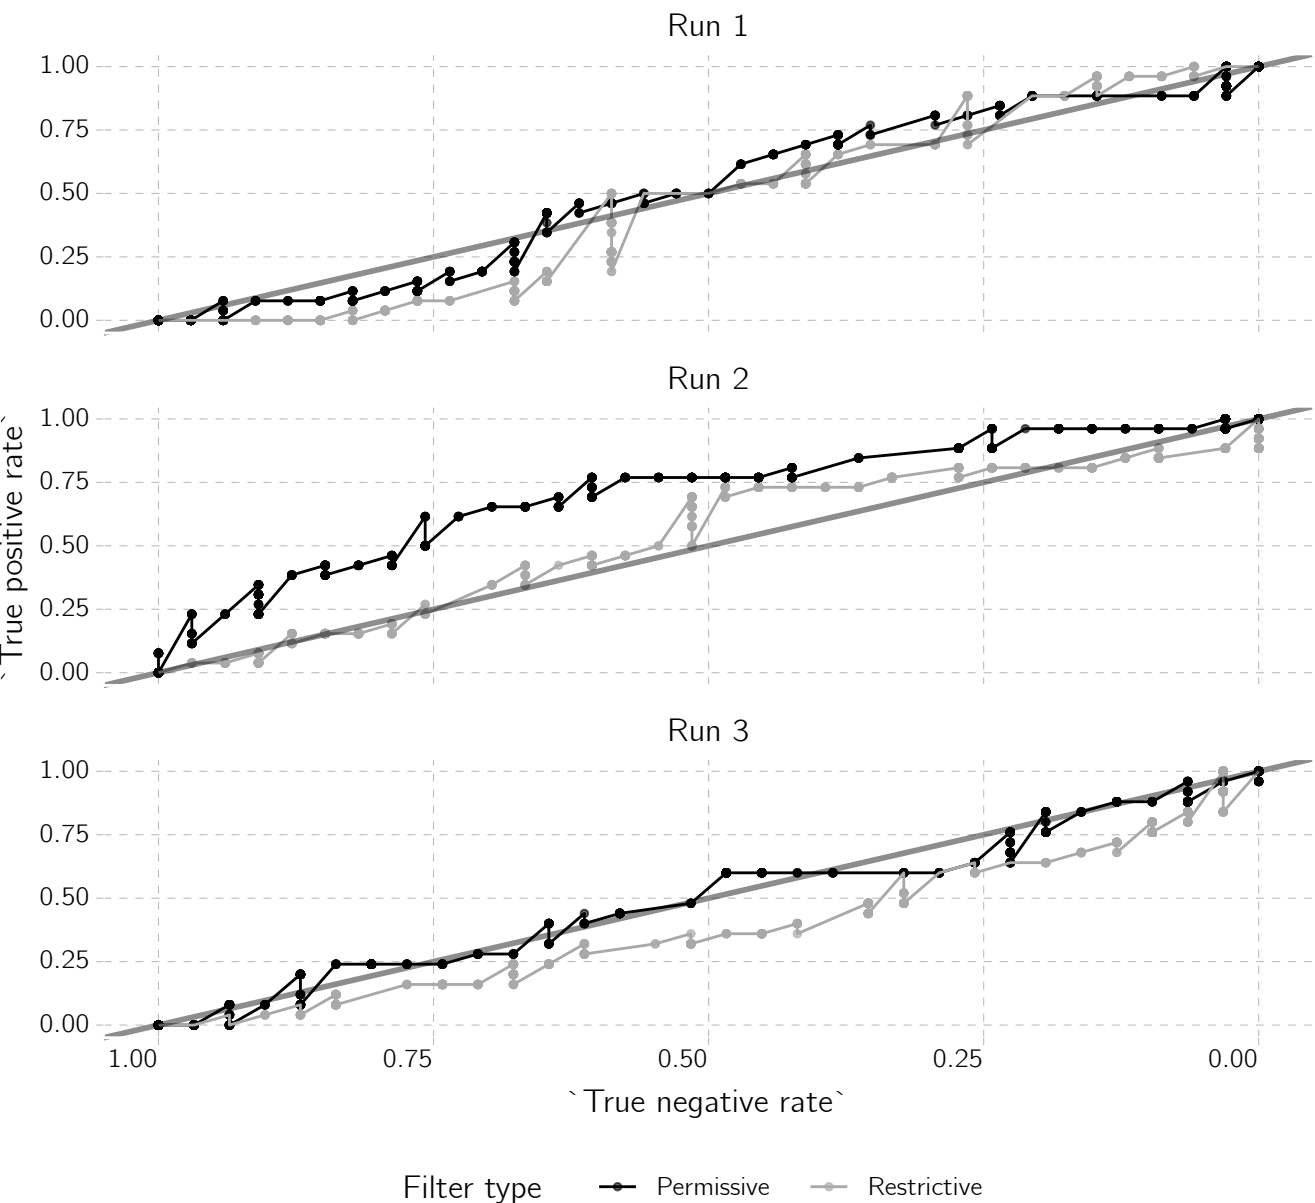 Run 1
1.00
0.75
0.50
0.25
0.00
Run 2
1.00
0.75
0.50
0.25
0.00
`True positive rate`
Run 3
1.00
0.75
0.50
0.25
0.00
1.00 0.75 0.50 0.25 0.00
`True negative rate`
Filter type Permissive Restrictive